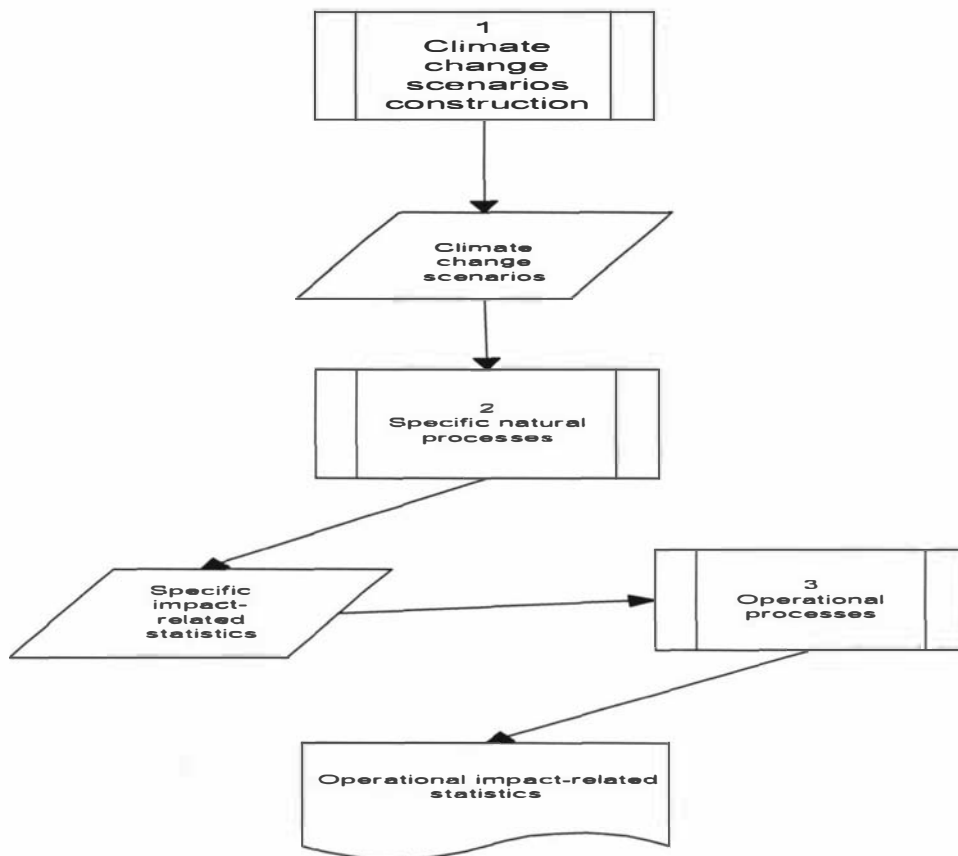 1
Climate
change
scenarios
construction
Climate
change
scenarios
2
Specific natural
processes
Specific
impact-
related
statistics
3
Operational
processes
Operational impact-related
statistics